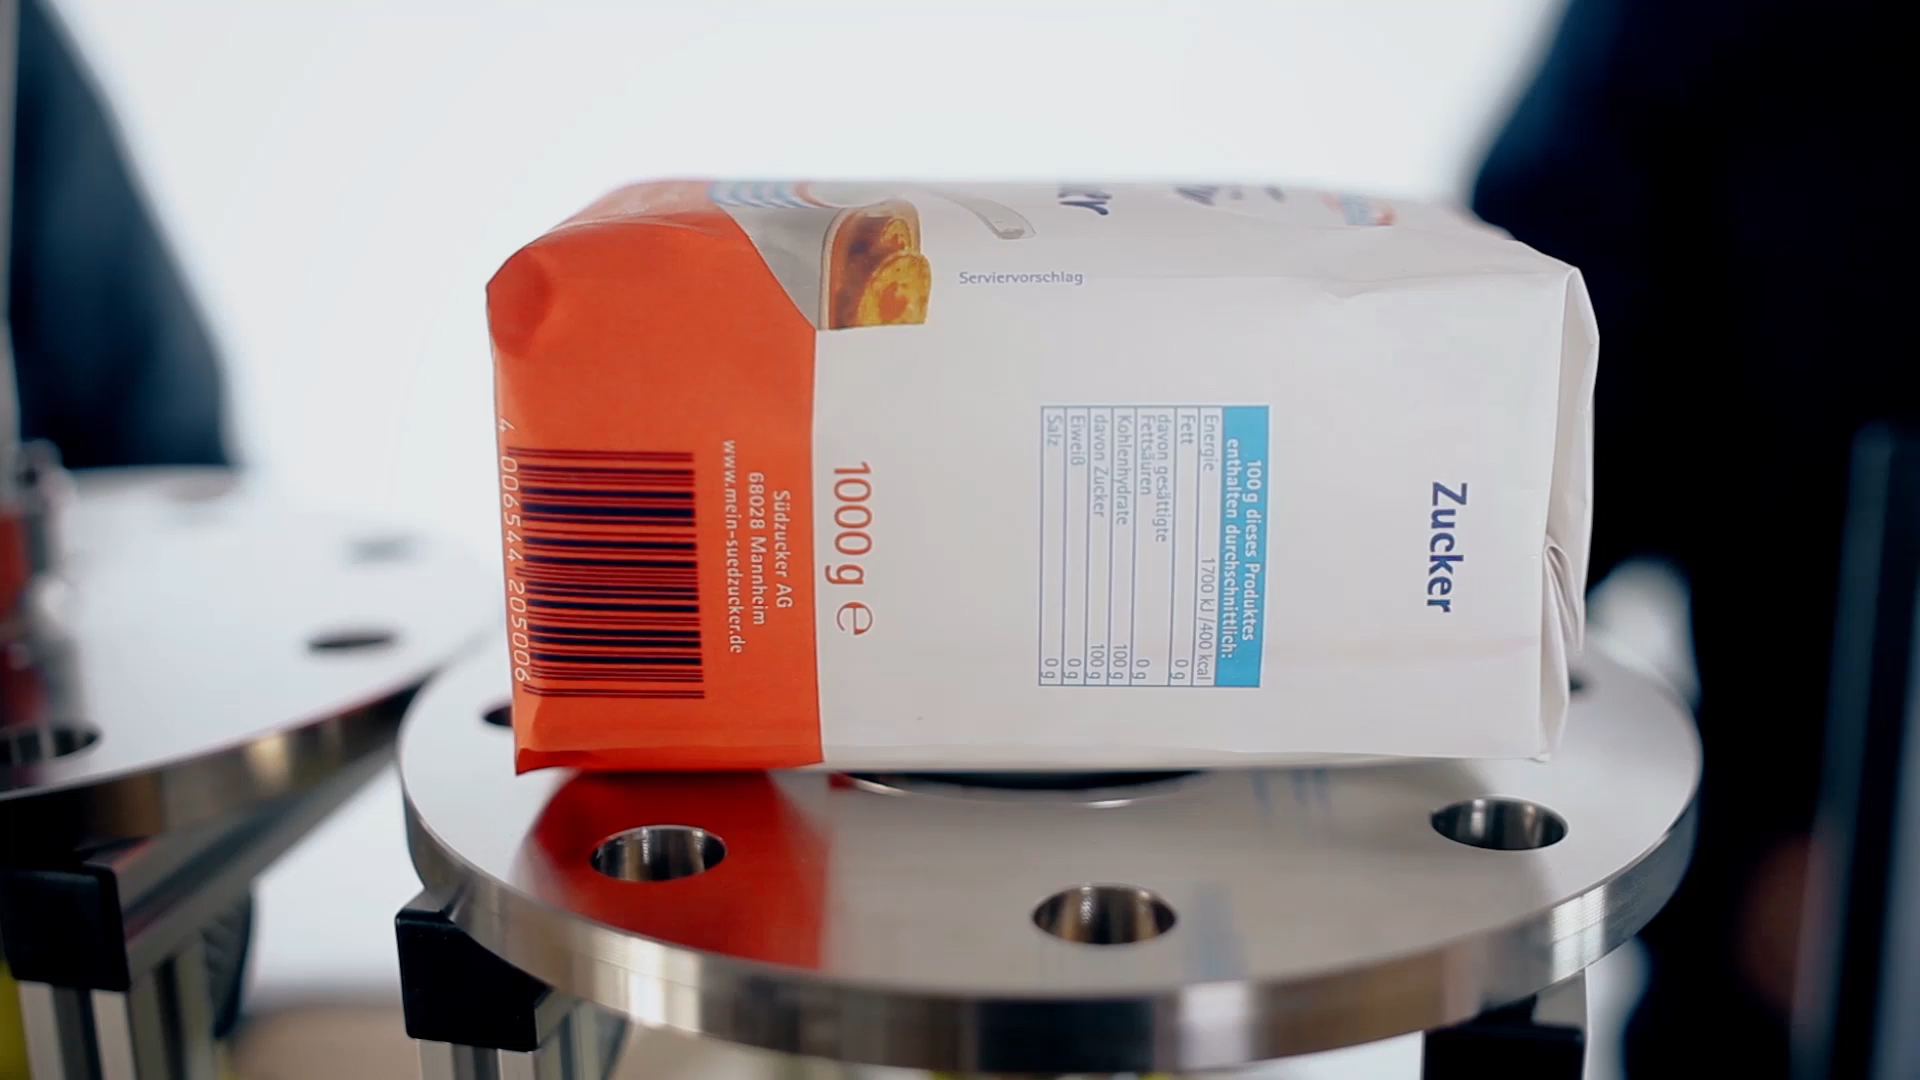 Serviervorschlag
Zucker
100 g dieses Produktes
enthalten durchschnittlich:
Energie 1700 kJ/400 kcal
Fett 0 g
davon gesättigte
Fettsäuren 0 g
Kohlenhydrate 100 g
davon Zucker 100 g
Eiweiß 0 g
Salz 0 g
1000 g e
Südzucker AG
68028 Mannheim
www.mein-suedzucker.de
4 006544 205006